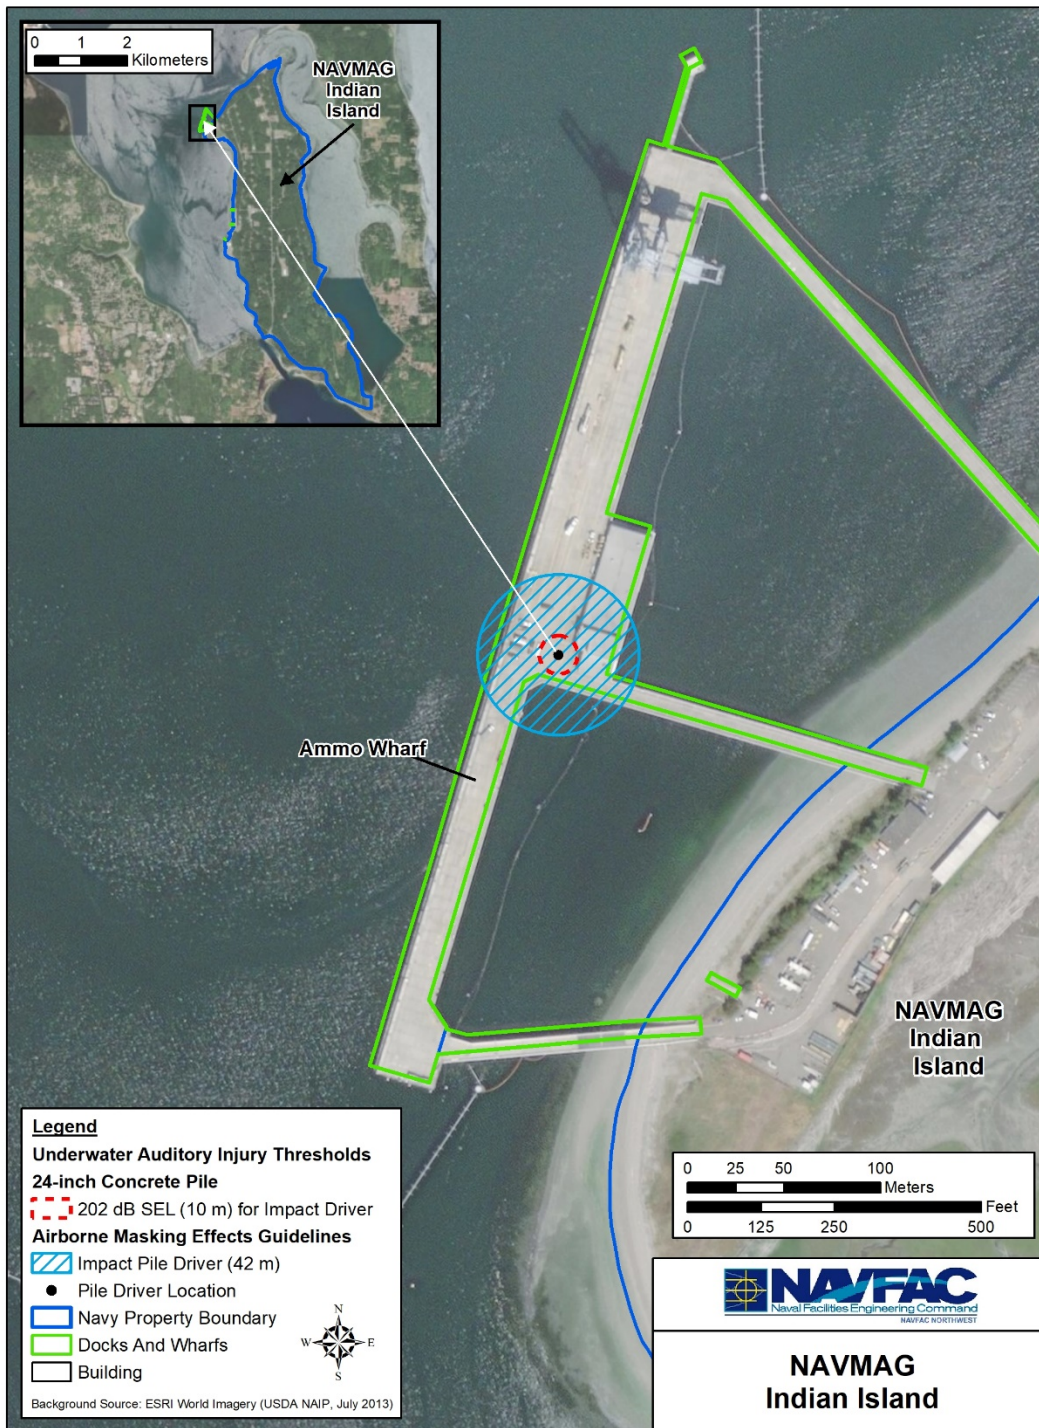 0 1 2
Kilometers
NAVMAG
Indian
Island
Ammo Wharf
NAVMAG
Indian
Island
Legend
Underwater Auditory Injury Thresholds
24-inch Concrete Pile
202 dB SEL (10 m) for Impact Driver
Airborne Masking Effects Guidelines
Impact Pile Driver (42 m)
Pile Driver Location
Navy Property Boundary
Docks And Wharfs
Building
N
W E
S
Background Source: ESRI World Imagery (USDA NAIP, July 2013)
0 25 50 100
Meters
Feet
0 125 250 500
NAVFAC
Naval Facilities Engineering Command
NAVFAC NORTHWEST
NAVMAG
Indian Island